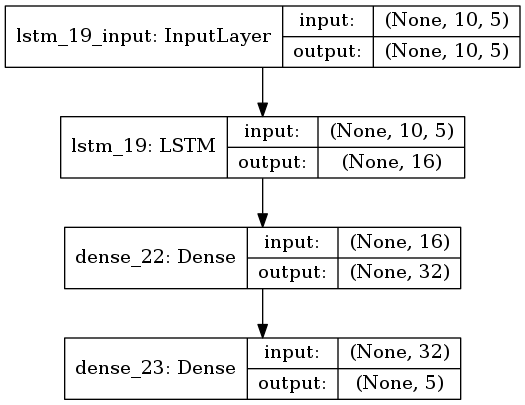 lstm_19_input: InputLayer
input: (None, 10, 5)
output: (None, 10, 5)
lstm_19: LSTM
input: (None, 10, 5)
output: (None, 16)
dense_22: Dense
input: (None, 16)
output: (None, 32)
dense_23: Dense
input: (None, 32)
output: (None, 5)